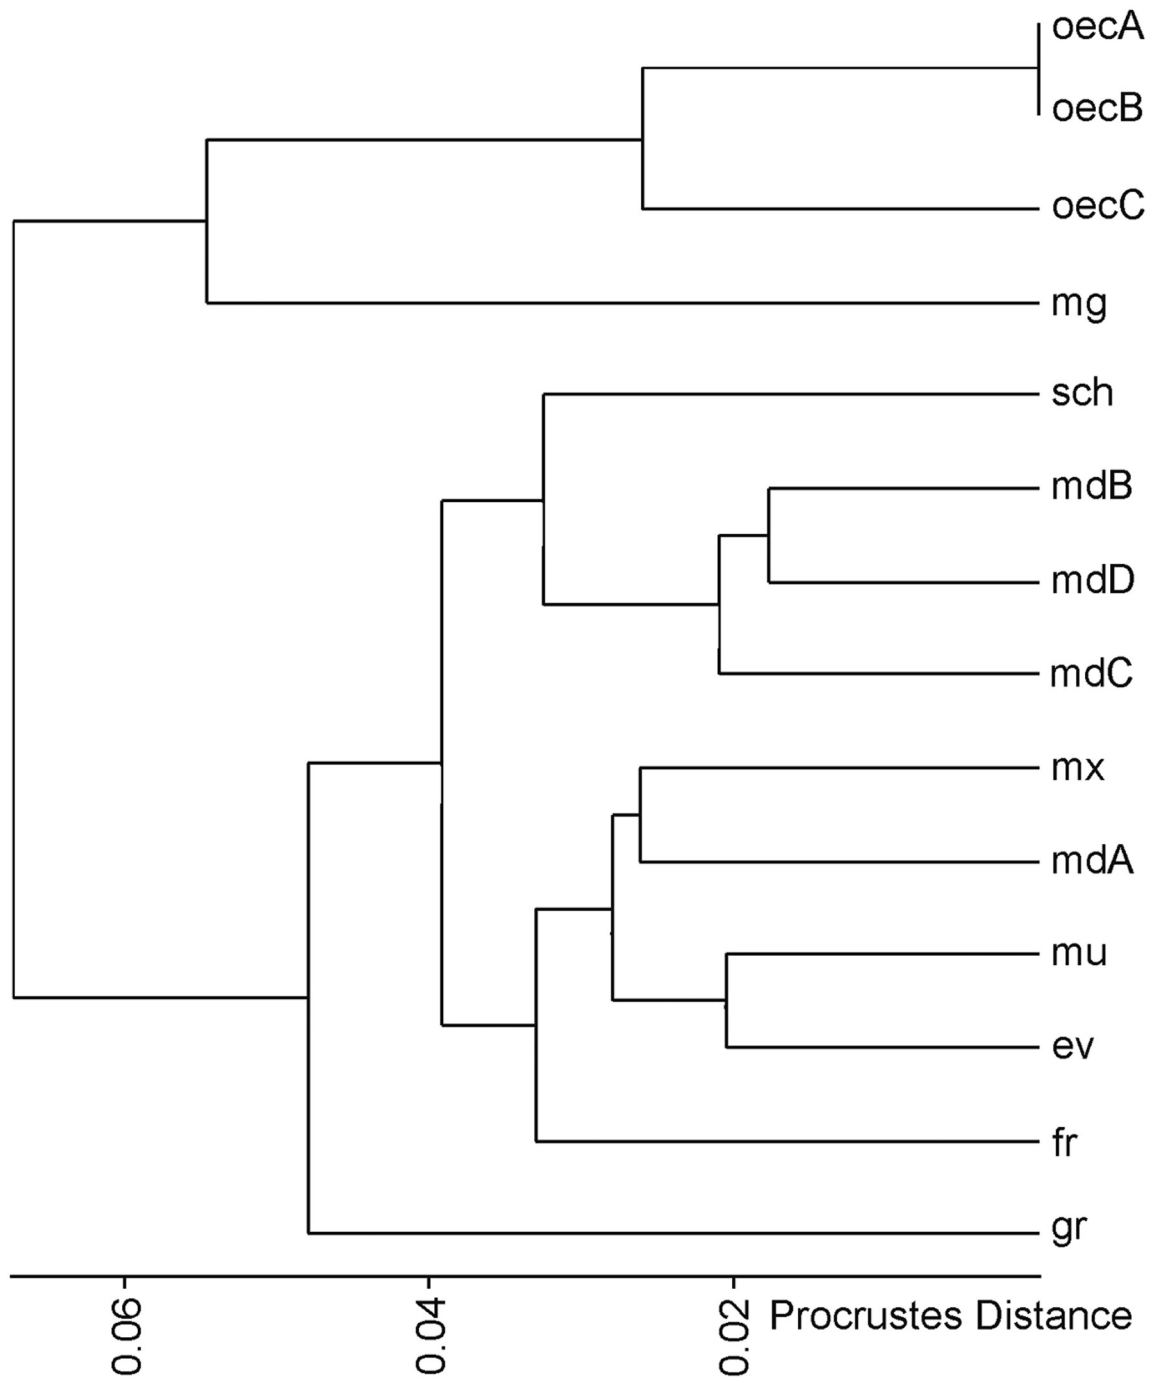 oecA
oecB
oecC
mg
sch
mdB
mdD
mdC
mx
mdA
mu
ev
fr
gr
0.06
0.04
0.02
Procrustes Distance